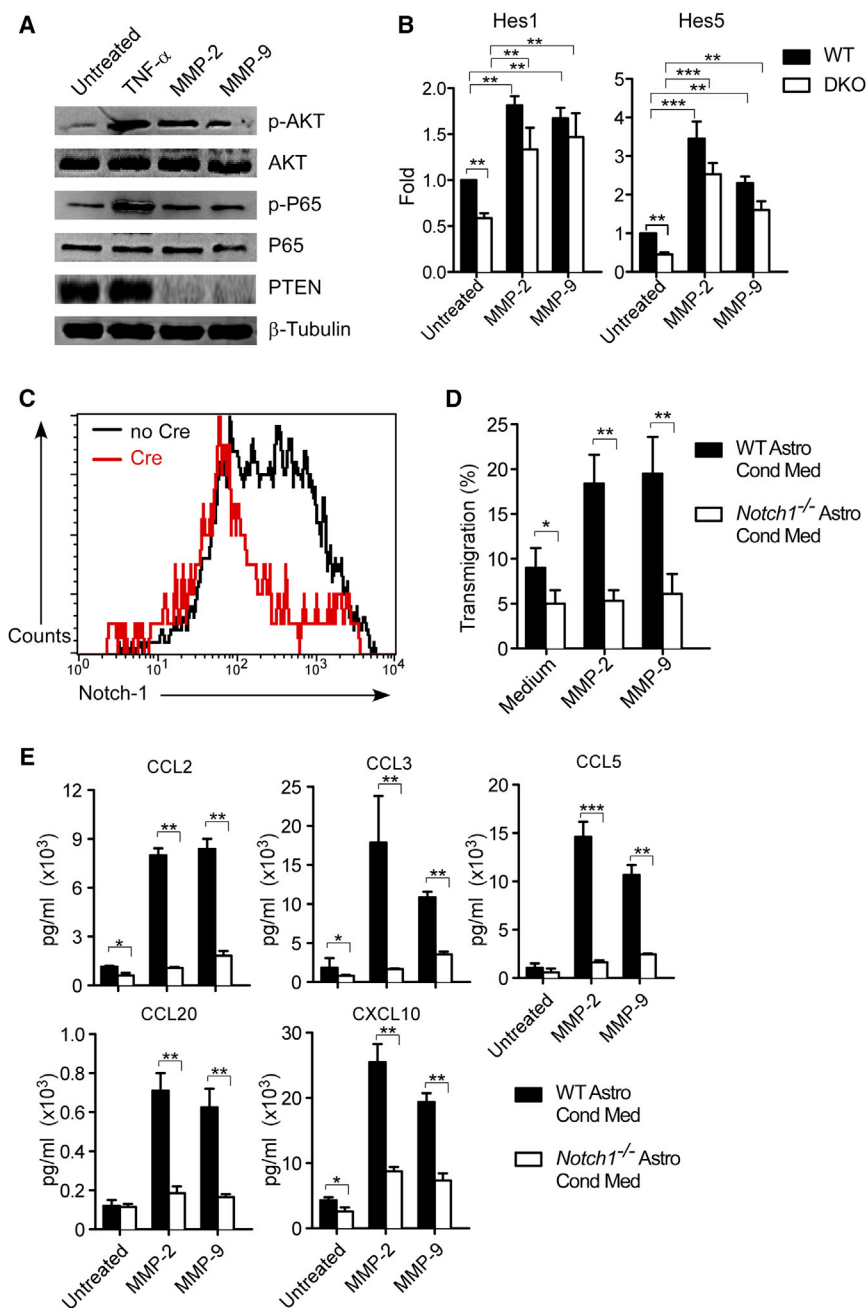 A
Untreated
TNF-α
MMP-2
MMP-9
p-AKT
AKT
p-P65
P65
PTEN
β-Tubulin
B
Hes1
Hes5
WT
DKO
Fold
2.0
1.5
1.0
0.5
0.0
**
**
**
**
**
Untreated
MMP-2
MMP-9
6
5
4
3
2
1
0
**
***
**
***
**
Untreated
MMP-2
MMP-9
C
no Cre
Cre
Counts
10⁰
10¹
10²
10³
10⁴
Notch-1
D
Transmigration (%)
25
20
15
10
5
0
*
**
**
Medium
MMP-2
MMP-9
WT Astro
Cond Med
Notch1-/- Astro
Cond Med
E
CCL2
pg/ml (x10³)
12
9
6
3
0
*
**
**
CCL3
pg/ml (x10³)
25
20
15
10
5
0
*
**
**
CCL5
pg/ml (x10³)
20
15
10
5
0
***
**
Untreated
MMP-2
MMP-9
CCL20
pg/ml (x10³)
1.0
0.8
0.6
0.4
0.2
0
**
**
Untreated
MMP-2
MMP-9
CXCL10
pg/ml (x10³)
30
20
10
0
*
**
**
Untreated
MMP-2
MMP-9
WT Astro
Cond Med
Notch1-/- Astro
Cond Med